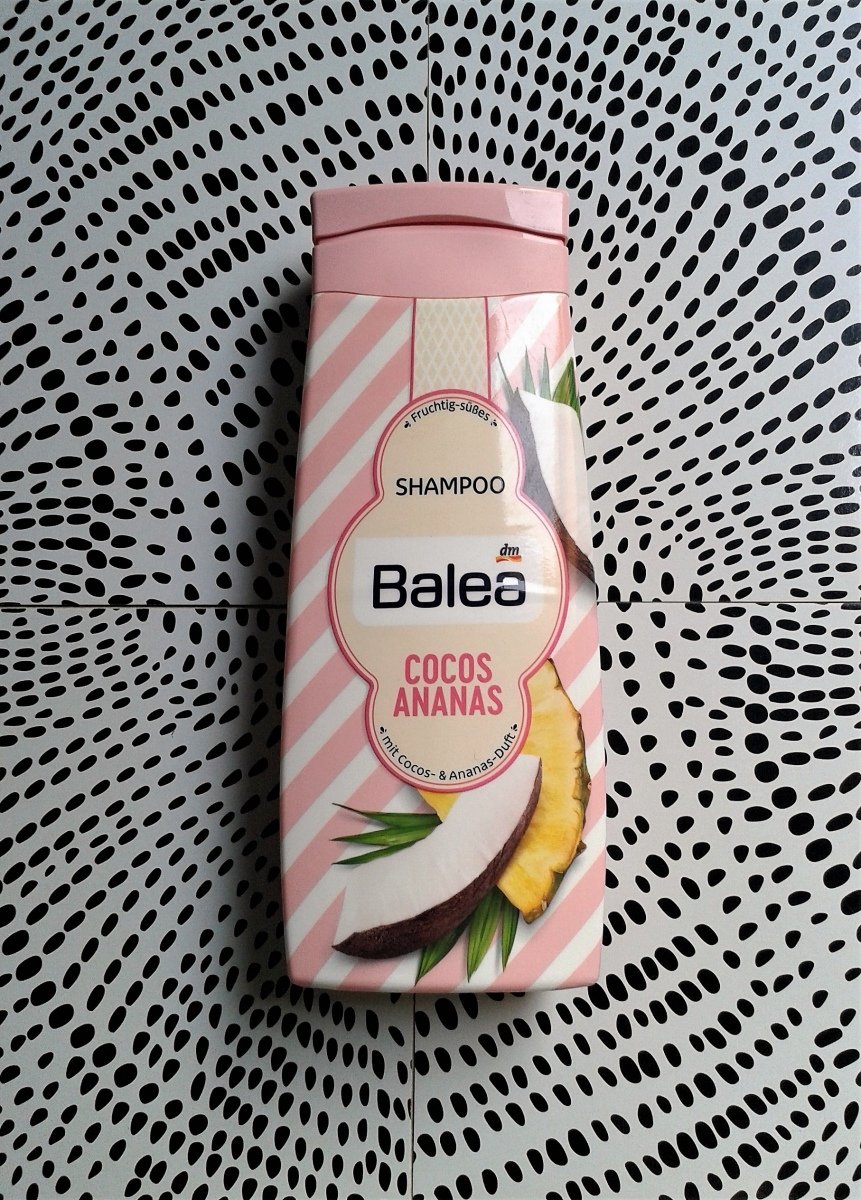 Fruchtig-süßes
SHAMPOO
dm
Balea
COCOS
ANANAS
mit Cocos- & Ananas-Duft